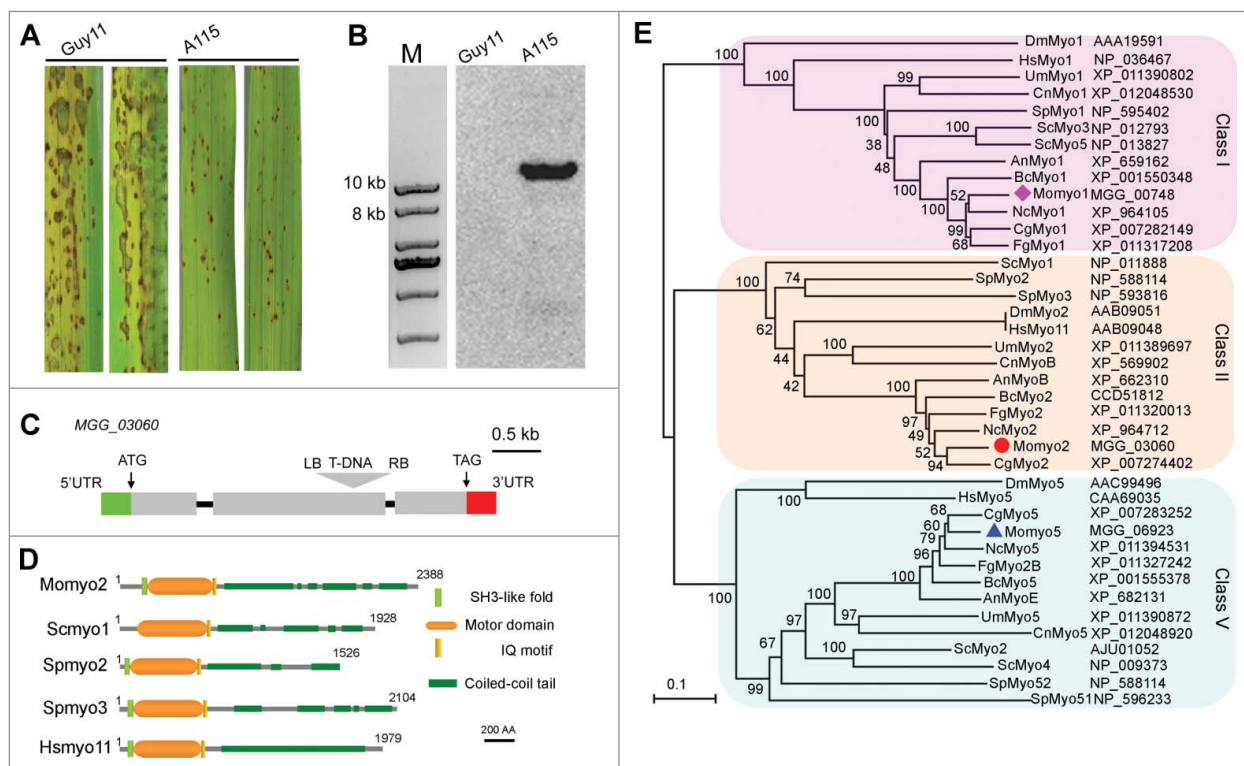 A
Guy11
A115
B
M
Guy11
A115
10 kb
8 kb
C
MGG_03060
0.5 kb
ATG
LB T-DNA RB
TAG
5'UTR
3'UTR
D
Momyo2 1 2388
Scmyo1 1 1928
Spmyo2 1 1526
Spmyo3 1 2104
Hsmyo11 1 1979
SH3-like fold
Motor domain
IQ motif
Coiled-coil tail
200 AA
E
DmMyo1 AAA19591
100
HsMyo1 NP_036467
100
UmMyo1 XP_011390802
99
CnMyo1 XP_012048530
SpMyo1 NP_595402
100
ScMyo3 NP_012793
100
38
ScMyo5 NP_013827
48
AnMyo1 XP_659162
BcMyo1 XP_001550348
100
52
Momyo1 MGG_00748
100
NcMyo1 XP_964105
99
CgMyo1 XP_007282149
68
FgMyo1 XP_011317208
Class I
ScMyo1 NP_011888
100
74
SpMyo2 NP_588114
SpMyo3 NP_593816
62
DmMyo2 AAB09051
HsMyo11 AAB09048
44
UmMyo2 XP_011389697
100
CnMyoB XP_569902
42
AnMyoB XP_662310
100
BcMyo2 CCD51812
97
FgMyo2 XP_011320013
49
NcMyo2 XP_964712
52
Momyo2 MGG_03060
94
CgMyo2 XP_007274402
Class II
DmMyo5 AAC99496
100
HsMyo5 CAA69035
68
CgMyo5 XP_007283252
60
Momyo5 MGG_06923
79
NcMyo5 XP_011394531
96
FgMyo2B XP_011327242
100
BcMyo5 XP_001555378
AnMyoE XP_682131
100
100
UmMyo5 XP_011390872
97
97
CnMyo5 XP_012048920
67
ScMyo2 AJU01052
100
ScMyo4 NP_009373
SpMyo52 NP_588114
99
SpMyo51 NP_596233
Class V
0.1